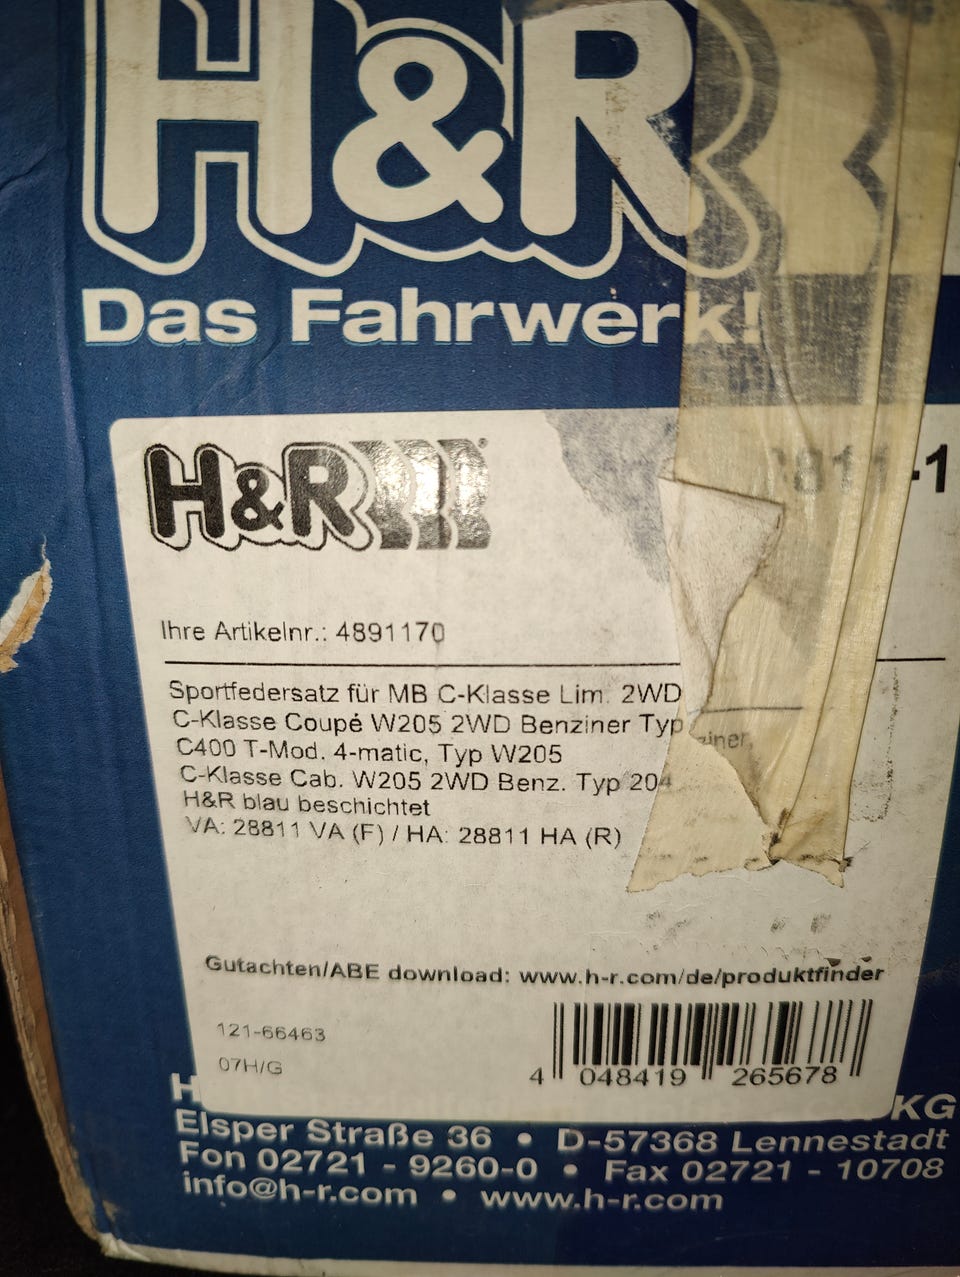 H&R
Das Fahrwerk!
H&R
-1
Ihre Artikelnr.: 4891170
Sportfedersatz für MB C-Klasse Lim. 2WD
C-Klasse Coupé W205 2WD Benziner Typ
C400 T-Mod. 4-matic, Typ W205
C-Klasse Cab. W205 2WD Benz. Typ 204
H&R blau beschichtet
VA: 28811 VA (F) / HA: 28811 HA (R)
Gutachten/ABE download: www.h-r.com/de/produktfinder
121-66463
07H/G
4 048419 265678
KG
Elsper Straße 36 • D-57368 Lennestadt
Fon 02721 - 9260-0 • Fax 02721 - 10708
info@h-r.com • www.h-r.com